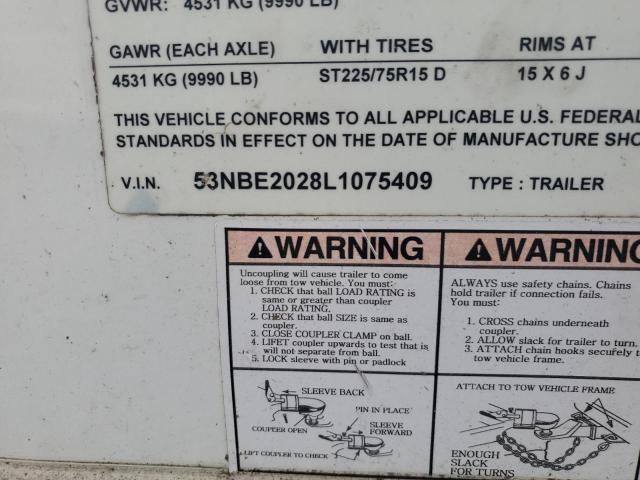 GVWR: 4531 KG (9990 LB)
GAWR (EACH AXLE) WITH TIRES RIMS AT
4531 KG (9990 LB) ST225/75R15 D 15 X 6 J
THIS VEHICLE CONFORMS TO ALL APPLICABLE U.S. FEDERAL
STANDARDS IN EFFECT ON THE DATE OF MANUFACTURE SHO
V.I.N. 53NBE2028L1075409 TYPE : TRAILER
WARNING
Uncoupling will cause trailer to come
loose from tow vehicle. You must:
1. CHECK that ball LOAD RATING is
same or greater than coupler
LOAD RATING.
2. CHECK that ball SIZE is same as
coupler.
3. CLOSE COUPLER CLAMP on ball.
4. LIFET coupler upwards to test that is
will not separate from ball.
5. LOCK sleeve with pin or padlock
SLEEVE BACK
PIN IN PLACE
COUPEER OPEN
SLEEVE
FORWARD
LIFT COUPLER TO CHECK
WARNING
ALWAYS use safety chains. Chains
hold trailer if connection fails.
You must:
1. CROSS chains underneath
coupler.
2. ALLOW slack for trailer to turn.
3. ATTACH chain hooks securely t
tow vehicle frame.
ATTACH TO TOW VEHICLE FRAME
ENOUGH
SLACK
FOR TURNS